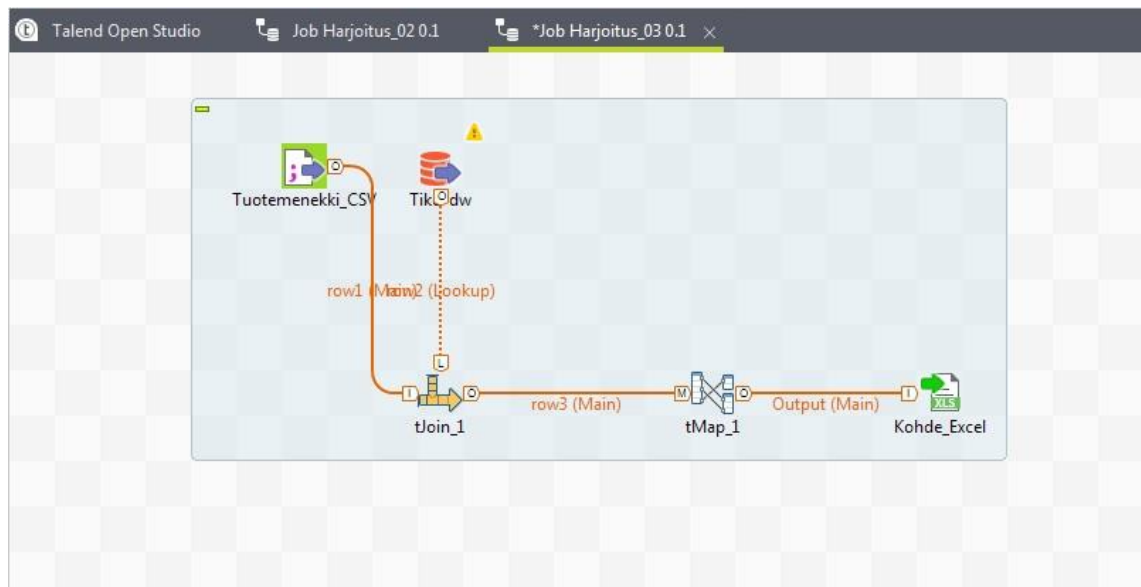 Talend Open Studio
Job Harjoitus_02 0.1
*Job Harjoitus_03 0.1
Tuotemenekki_CSV
row1 (Main)
row2 (Lookup)
tJoin_1
row3 (Main)
tMap_1
Output (Main)
XLS
Kohde_Excel